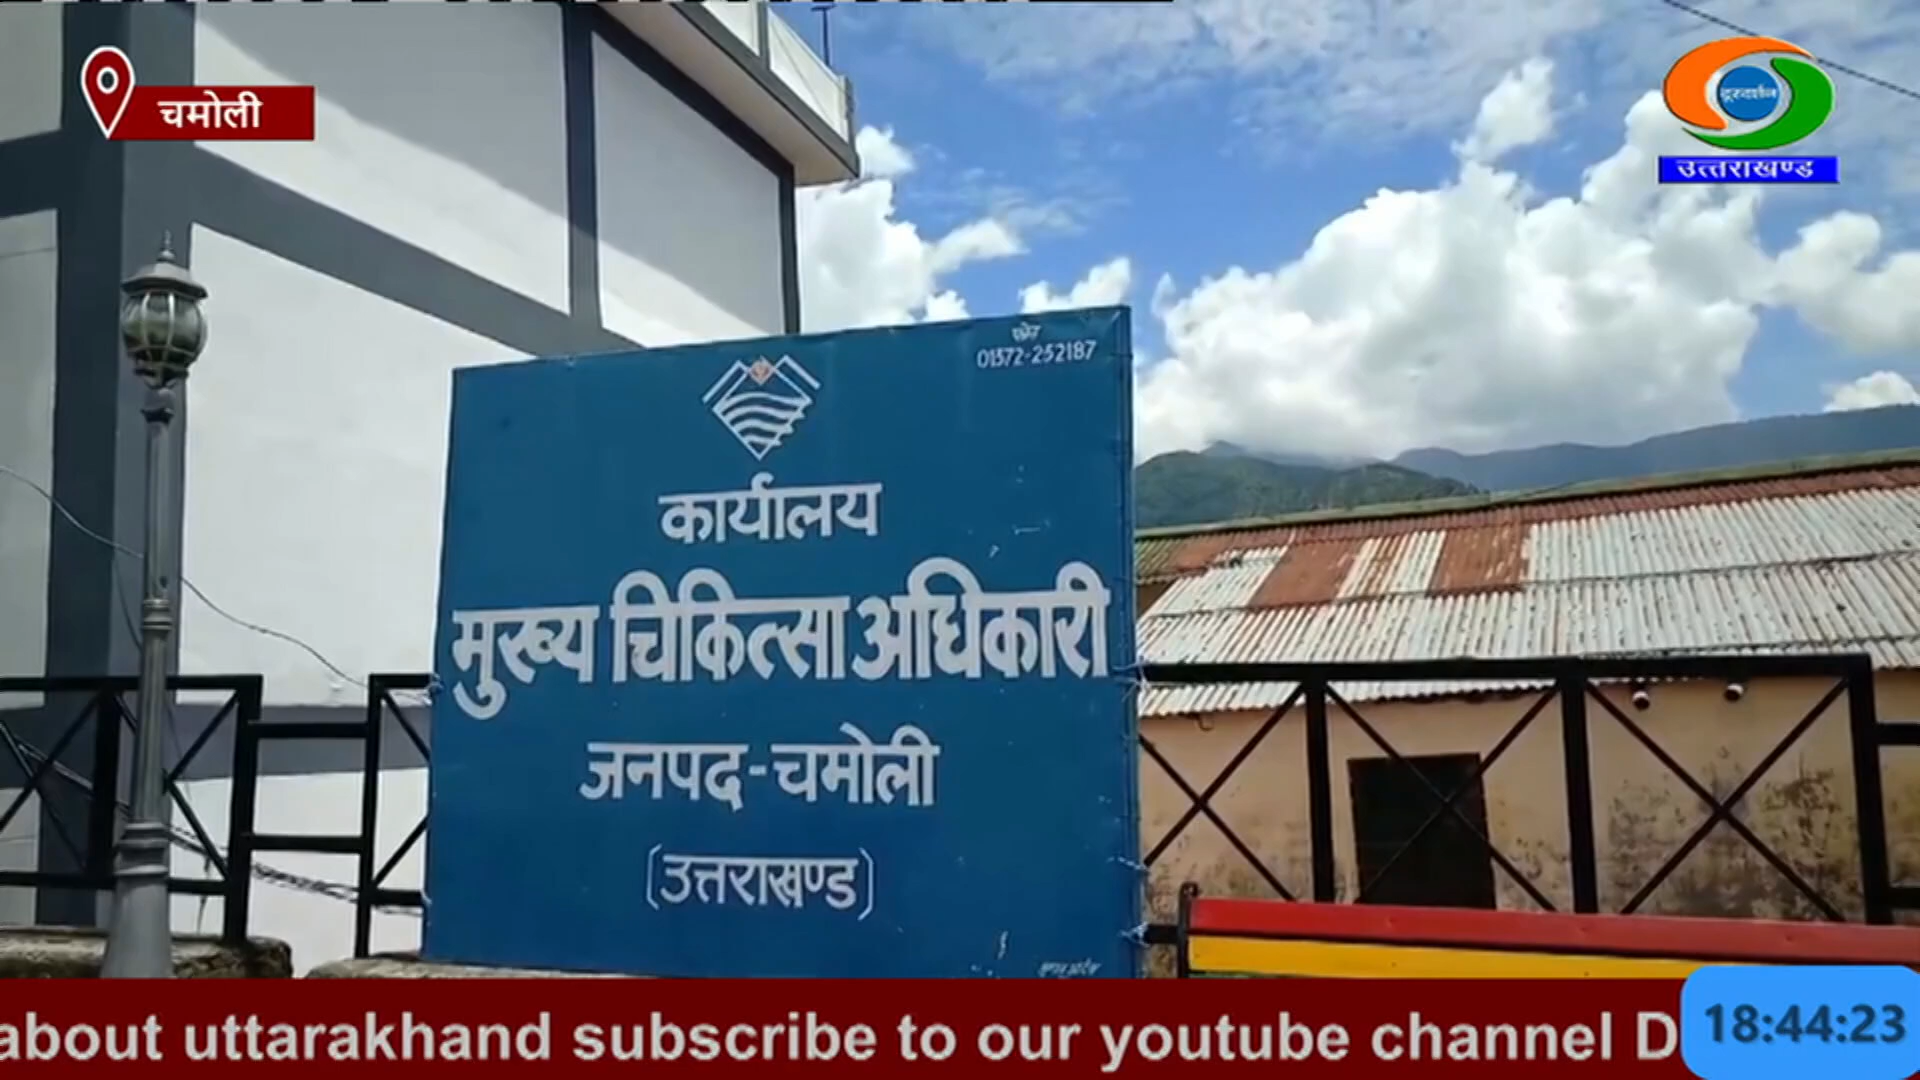 चमोली
दूरदर्शन
उत्तराखण्ड
फ़ोन
01372-252187
कार्यालय
मुख्य चिकित्सा अधिकारी
जनपद-चमोली
(उत्तराखण्ड)
about uttarakhand subscribe to our youtube channel D
18:44:23